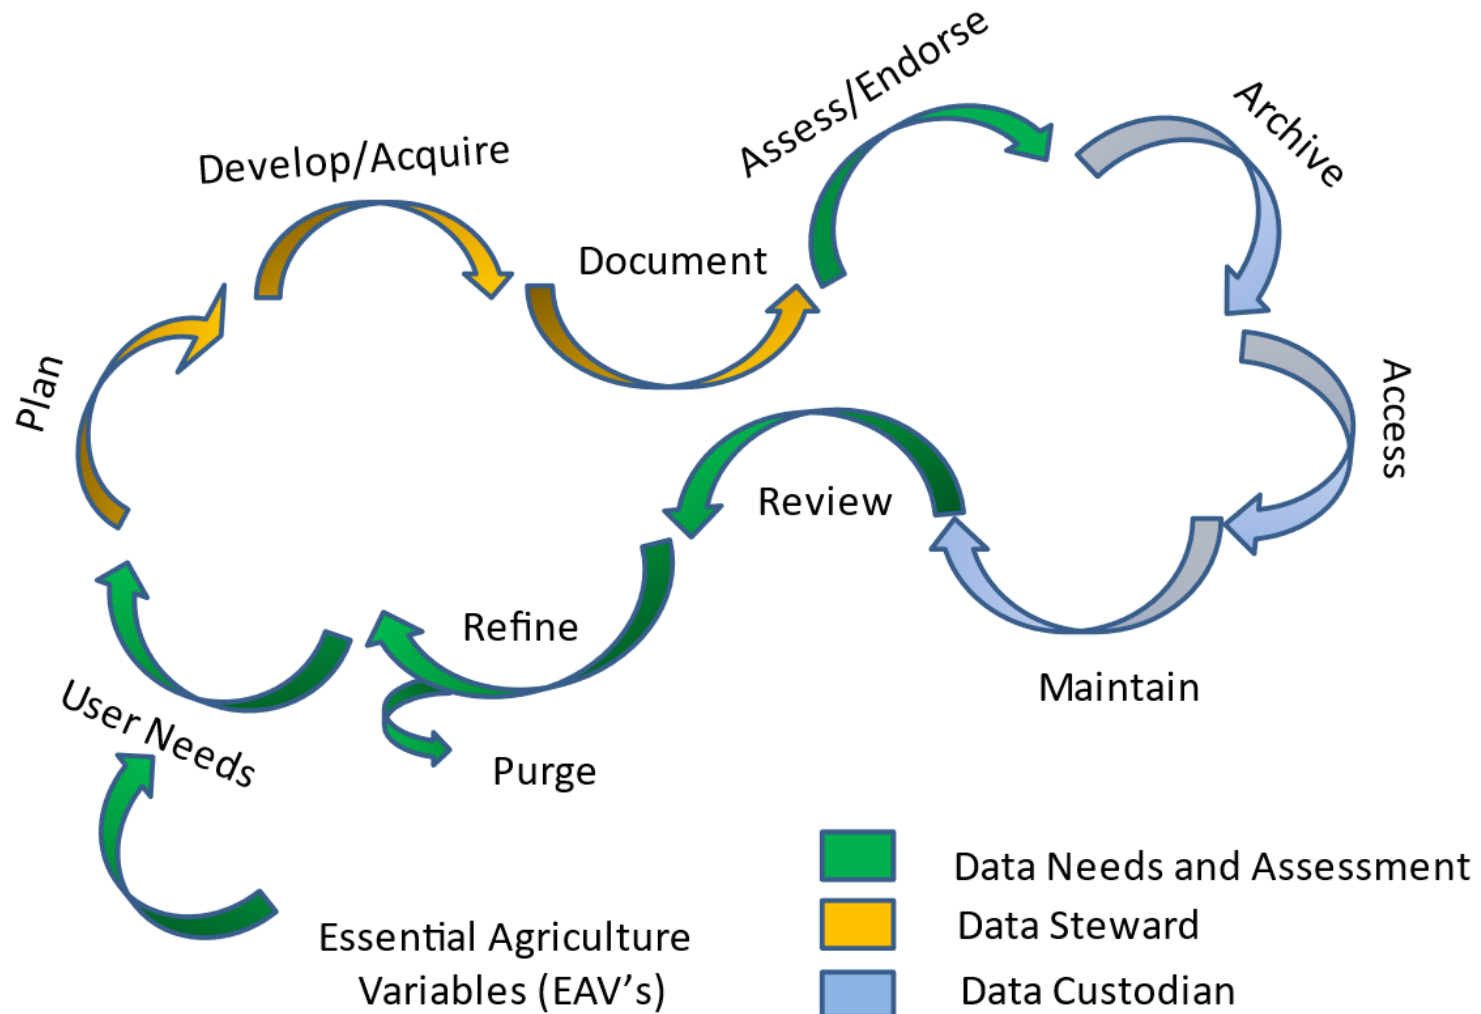 Assess/Endorse
Archive
Develop/Acquire
Document
Plan
Access
Review
Refine
Maintain
User Needs
Purge
Data Needs and Assessment
Data Steward
Essential Agriculture
Variables (EAV’s)
Data Custodian